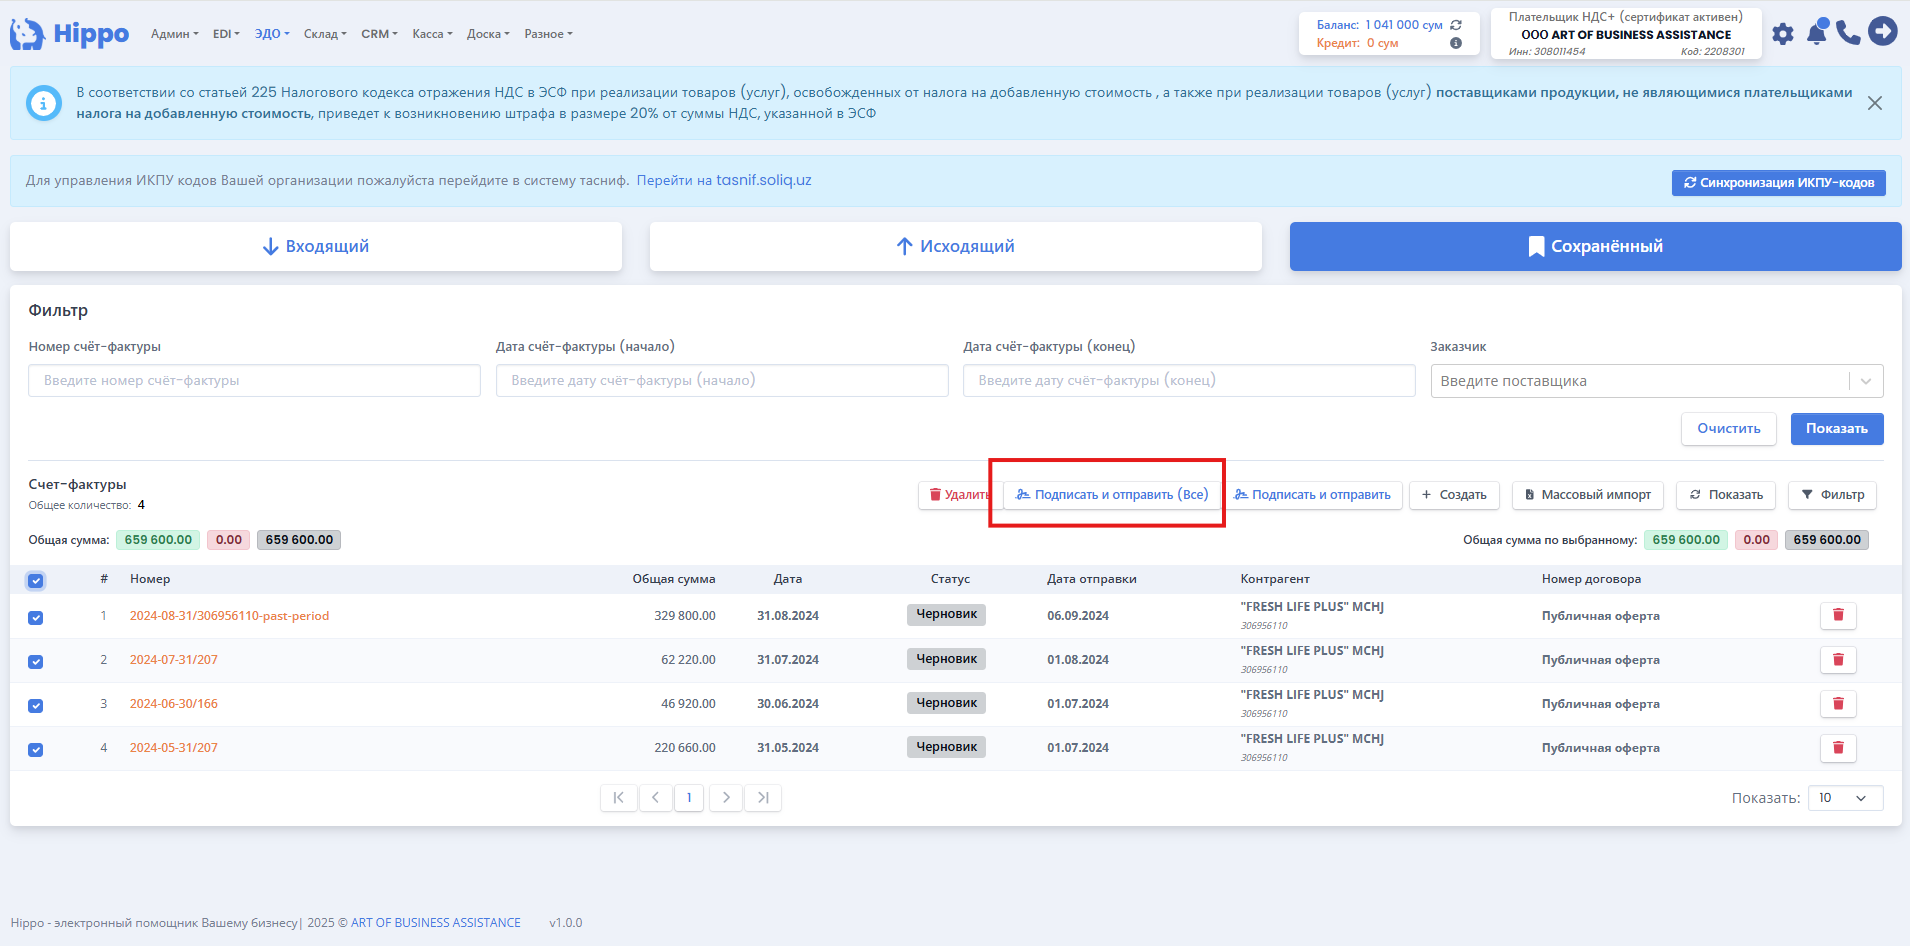 Hippo
Админ EDI ЭДО Склад CRM Касса Доска Разное
Баланс: 1 041 000 сум
Кредит: 0 сум
Плательщик НДС+ (сертификат активен)
ООО ART OF BUSINESS ASSISTANCE
Инн: 308011454 Код: 2208301
В соответствии со статьей 225 Налогового кодекса отражения НДС в ЭСФ при реализации товаров (услуг), освобожденных от налога на добавленную стоимость , а также при реализации товаров (услуг) поставщиками продукции, не являющимися плательщиками
налога на добавленную стоимость, приведет к возникновению штрафа в размере 20% от суммы НДС, указанной в ЭСФ
Для управления ИКПУ кодов Вашей организации пожалуйста перейдите в систему тасниф. Перейти на tasnif.soliq.uz
Синхронизация ИКПУ-кодов
Входящий
Исходящий
Сохранённый
Фильтр
Номер счёт-фактуры Дата счёт-фактуры (начало) Дата счёт-фактуры (конец) Заказчик
Введите номер счёт-фактуры Введите дату счёт-фактуры (начало) Введите дату счёт-фактуры (конец) Введите поставщика
Очистить Показать
Счет-фактуры
Общее количество: 4
Удалить Подписать и отправить (Все) Подписать и отправить + Создать Массовый импорт Показать Фильтр
Общая сумма: 659 600.00 0.00 659 600.00
Общая сумма по выбранному: 659 600.00 0.00 659 600.00
# Номер Общая сумма Дата Статус Дата отправки Контрагент Номер договора
1 2024-08-31/306956110-past-period 329 800.00 31.08.2024 Черновик 06.09.2024 "FRESH LIFE PLUS" MCHJ Публичная оферта
306956110
2 2024-07-31/207 62 220.00 31.07.2024 Черновик 01.08.2024 "FRESH LIFE PLUS" MCHJ Публичная оферта
306956110
3 2024-06-30/166 46 920.00 30.06.2024 Черновик 01.07.2024 "FRESH LIFE PLUS" MCHJ Публичная оферта
306956110
4 2024-05-31/207 220 660.00 31.05.2024 Черновик 01.07.2024 "FRESH LIFE PLUS" MCHJ Публичная оферта
306956110
1
Показать: 10
Hippo - электронный помощник Вашему бизнесу| 2025 © ART OF BUSINESS ASSISTANCE v1.0.0